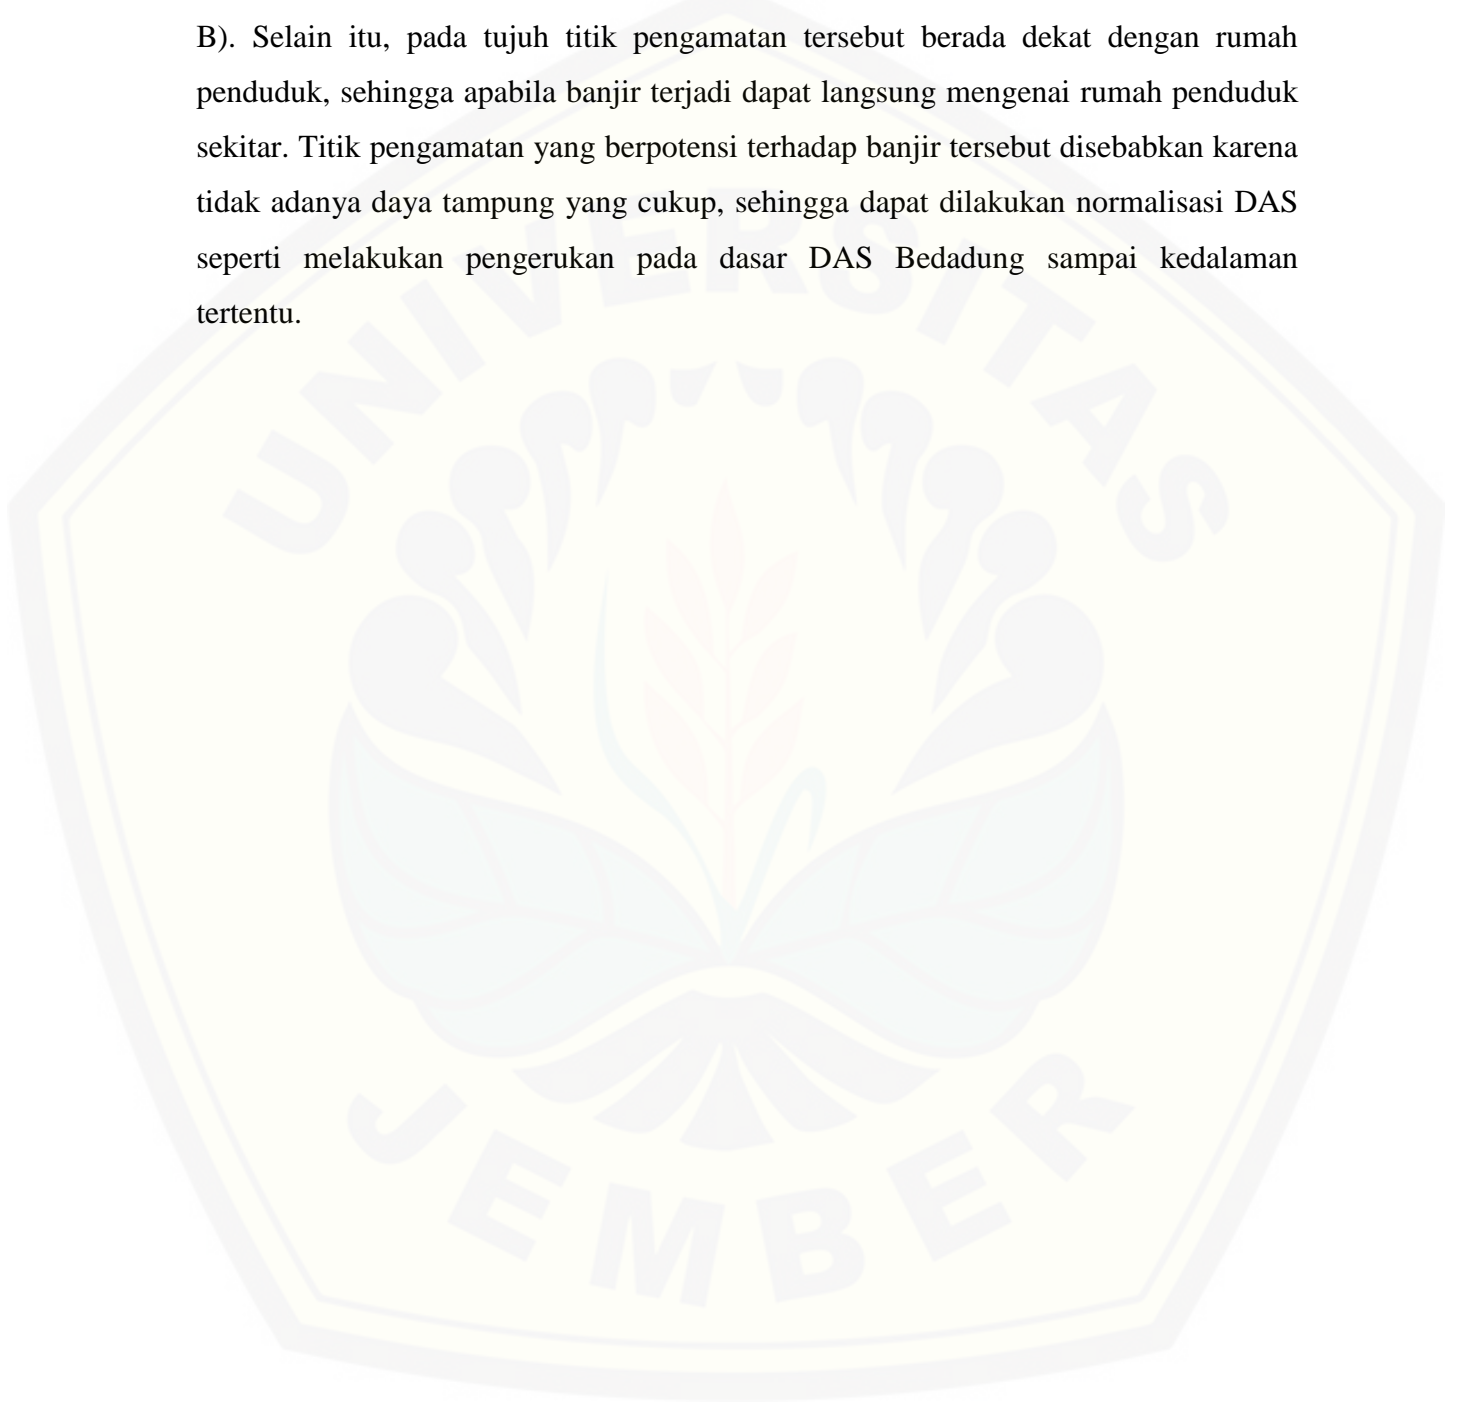 B). Selain itu, pada tujuh titik pengamatan tersebut berada dekat dengan rumah
penduduk, sehingga apabila banjir terjadi dapat langsung mengenai rumah penduduk
sekitar. Titik pengamatan yang berpotensi terhadap banjir tersebut disebabkan karena
tidak adanya daya tampung yang cukup, sehingga dapat dilakukan normalisasi DAS
seperti melakukan pengerukan pada dasar DAS Bedadung sampai kedalaman
tertentu.
UNIVERSITAS
JEMBER